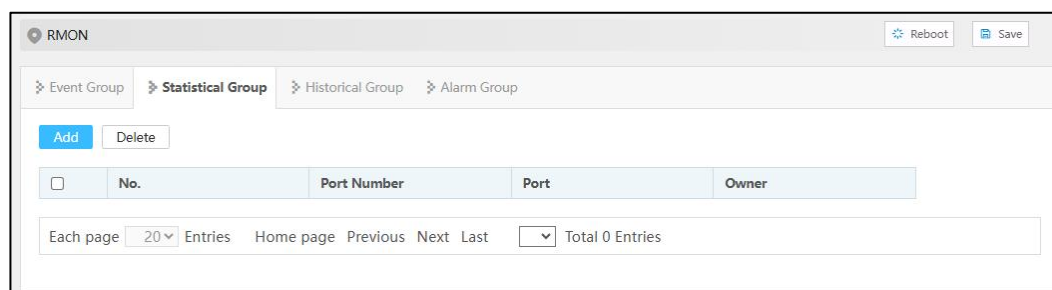 RMON Reboot Save
Event Group Statistical Group Historical Group Alarm Group
Add Delete
No. Port Number Port Owner
Each page 20 Entries Home page Previous Next Last Total 0 Entries